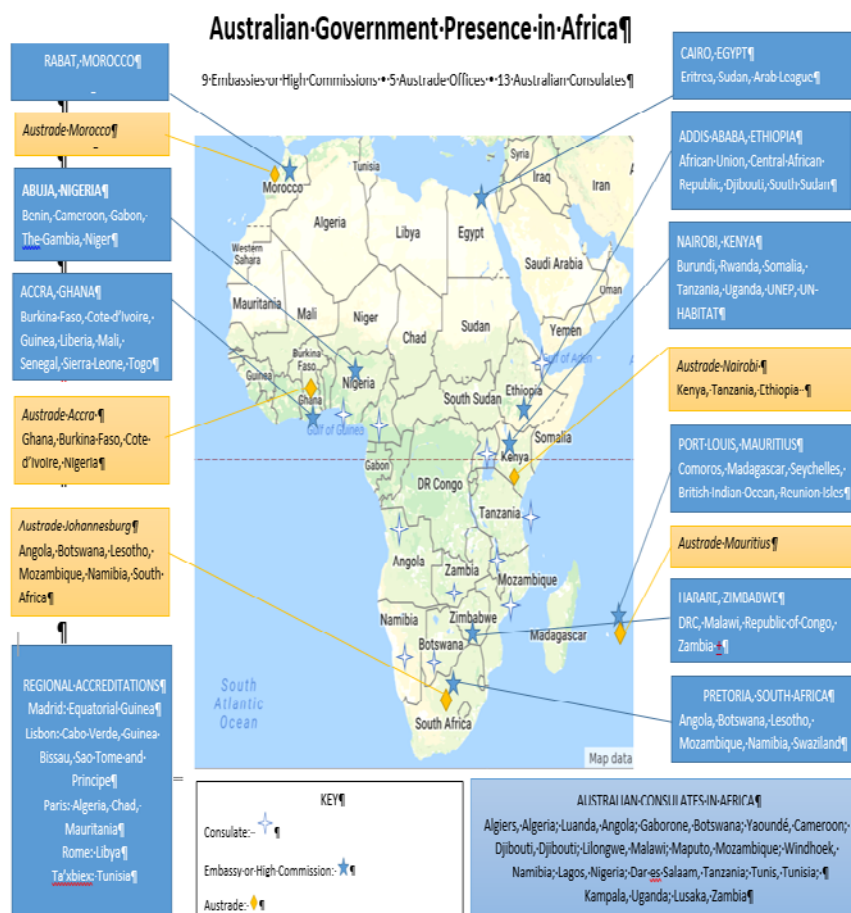 Australian·Government·Presence·in·Africa¶
9·Embassies·or·High·Commissions·•·5·Austrade·Offices·•·13·Australian·Consulates¶
RABAT,·MOROCCO¶
¶
Austrade·Morocco¶
¶
ABUJA,·NIGERIA¶
Benin,·Cameroon,·Gabon,·
The·Gambia,·Niger¶
¶
ACCRA,·GHANA¶
Burkina·Faso,·Cote·d'Ivoire,·
Guinea,·Liberia,·Mali,·
Senegal,·Sierra·Leone,·Togo¶
Austrade·Accra·¶
Ghana,·Burkina·Faso,·Cote·
d'Ivoire,·Nigeria¶
Austrade·Johannesburg¶
Angola,·Botswana,·Lesotho,·
Mozambique,·Namibia,·South·
Africa¶
¶
REGIONAL·ACCREDITATIONS¶
Madrid:·Equatorial·Guinea¶
Lisbon:·Cabo·Verde,·Guinea·
Bissau,·Sao·Tome·and·
Principe¶
Paris:·Algeria,·Chad,·
Mauritania¶
Rome:·Libya¶
Ta'xbiex:·Tunisia¶
CAIRO,·EGYPT¶
Eritrea,·Sudan,·Arab·League¶
ADDIS·ABABA,·ETHIOPIA¶
African·Union,·Central·African·
Republic,·Djibouti,·South·Sudan¶
NAIROBI,·KENYA¶
Burundi,·Rwanda,·Somalia,·
Tanzania,·Uganda,·UNEP,·UN-
HABITAT¶
Austrade·Nairobi·¶
Kenya,·Tanzania,·Ethiopia··¶
PORT·LOUIS,·MAURITIUS¶
Comoros,·Madagascar,·Seychelles,·
British·Indian·Ocean,·Reunion·Isles¶
Austrade·Mauritius¶
HARARE,·ZIMBABWE¶
DRC,·Malawi,·Republic·of·Congo,·
Zambia·¶
PRETORIA,·SOUTH·AFRICA¶
Angola,·Botswana,·Lesotho,·
Mozambique,·Namibia,·Swaziland¶
Tunisia
Syria
Iraq
Iran
Morocco
Algeria
Libya
Egypt
Western
Sahara
Saudi Arabia
Oman
Mauritania
Mali
Niger
Chad
Sudan
Yemen
Gulf of Aden
Burkina
Faso
Guinea
Nigeria
Ghana
South Sudan
Ethiopia
Gulf of Guinea
Somalia
Kenya
Gabon
DR Congo
Tanzania
Angola
Zambia
Mozambique
Namibia
Zimbabwe
Botswana
Madagascar
South
Atlantic
Ocean
South Africa
Map data
KEY¶
Consulate:·¶
Embassy·or·High·Commission:·¶
Austrade:·¶
AUSTRALIAN·CONSULATES·IN·AFRICA¶
Algiers,·Algeria;·Luanda,·Angola;·Gaborone,·Botswana;·Yaoundé,·Cameroon;·
Djibouti,·Djibouti;·Lilongwe,·Malawi;·Maputo,·Mozambique;·Windhoek,·
Namibia;·Lagos,·Nigeria;·Dar·es·Salaam,·Tanzania;·Tunis,·Tunisia;·¶
Kampala,·Uganda;·Lusaka,·Zambia¶